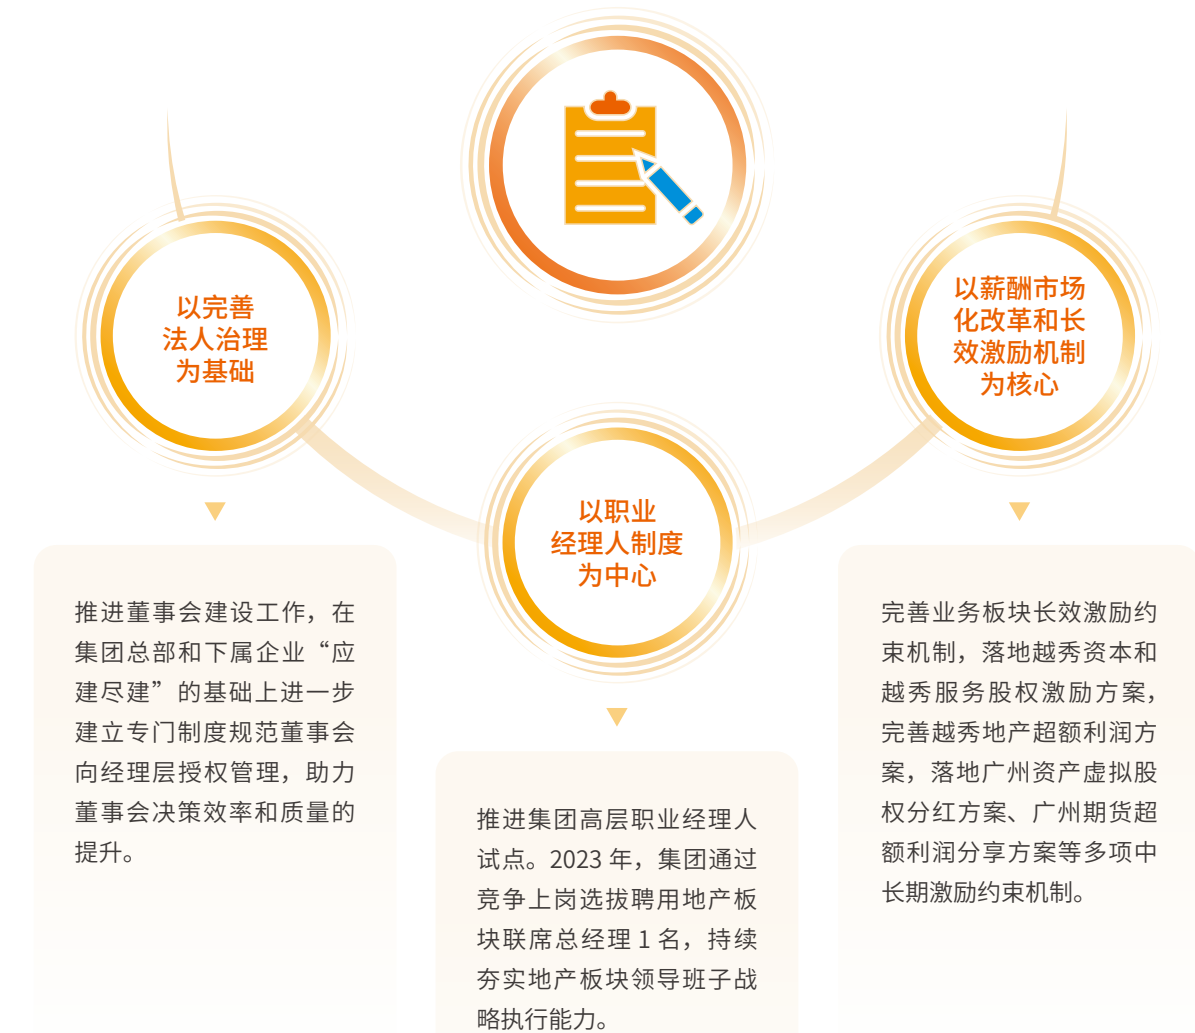 以完善
法人治理
为基础
推进董事会建设工作，在
集团总部和下属企业“应
建尽建”的基础上进一步
建立专门制度规范董事会
向经理层授权管理，助力
董事会决策效率和质量的
提升。
以职业
经理人制度
为中心
推进集团高层职业经理人
试点。2023 年，集团通过
竞争上岗选拔聘用地产板
块联席总经理 1 名，持续
夯实地产板块领导班子战
略执行能力。
以薪酬市场
化改革和长
效激励机制
为核心
完善业务板块长效激励约
束机制，落地越秀资本和
越秀服务股权激励方案，
完善越秀地产超额利润方
案，落地广州资产虚拟股
权分红方案、广州期货超
额利润分享方案等多项中
长期激励约束机制。